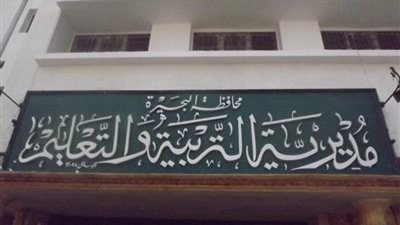 محافظة البحيرة
مديرية التربية والتعليم